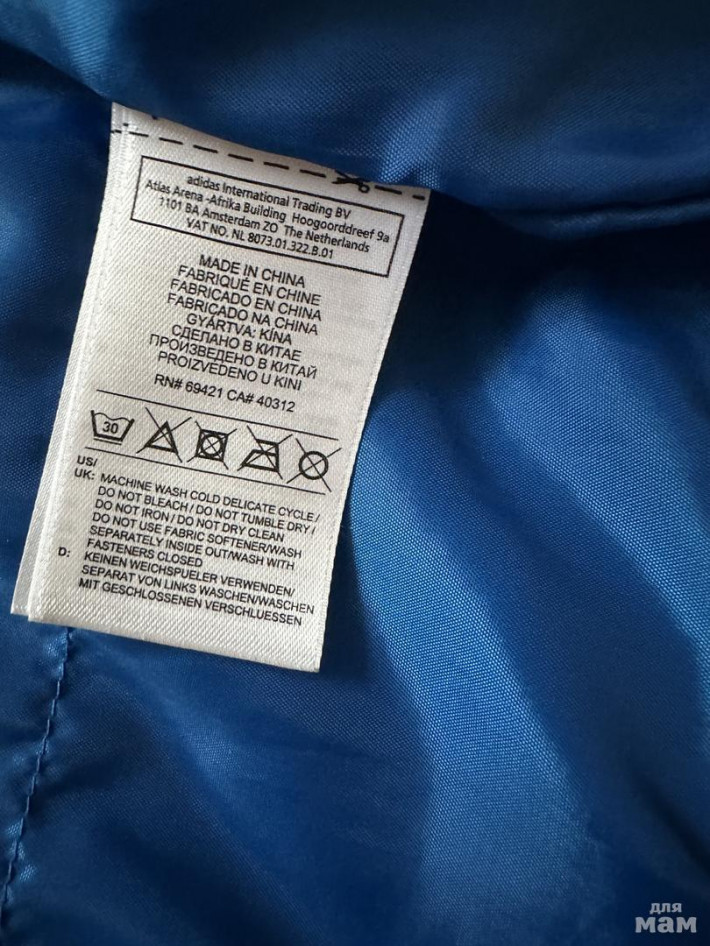 adidas International Trading BV
Atlas Arena -Afrika Building Hoogoorddreef 9a
1101 BA Amsterdam ZO The Netherlands
VAT NO. NL 8073.01.322.B.01
MADE IN CHINA
FABRIQUÉ EN CHINE
FABRICADO EN CHINA
FABRICADO NA CHINA
GYÁRTVA: KÍNA
СДЕЛАНО В КИТАЕ
ПРОИЗВЕДЕНО В КИТАЙ
PROIZVEDENO U KINI
RN# 69421 CA# 40312
30
US/
UK: MACHINE WASH COLD DELICATE CYCLE /
DO NOT BLEACH / DO NOT TUMBLE DRY /
DO NOT IRON / DO NOT DRY CLEAN
DO NOT USE FABRIC SOFTENER/WASH
SEPARATELY INSIDE OUT/WASH WITH
FASTENERS CLOSED
D: KEINEN WEICHSPUELER VERWENDEN/
SEPARAT VON LINKS WASCHEN/WASCHEN
MIT GESCHLOSSENEN VERSCHLUESSEN
для
мам